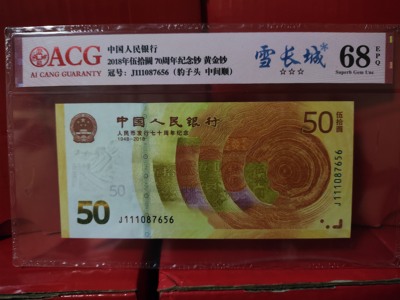 ACG
AI CANG GUARANTY
中国人民银行
2018年伍拾圆 70周年纪念钞 黄金钞
冠号: J111087656 (豹子头 中间顺)
雪长城
☆☆☆
68 EPQ
Superb Gem Unc
中国人民银行
人民币发行七十周年纪念
1948-2018
50 伍拾圆
50
J111087656
J111087656